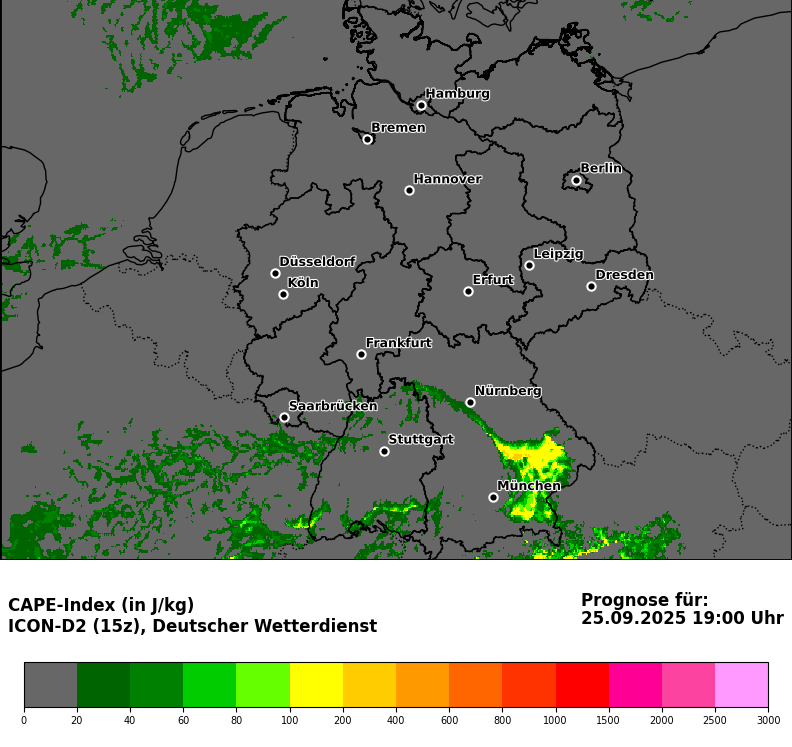 Hamburg
Bremen
Berlin
Hannover
Leipzig
Düsseldorf
Dresden
Erfurt
Köln
Frankfurt
Nürnberg
Saarbrücken
Stuttgart
München
CAPE-Index (in J/kg)
ICON-D2 (15z), Deutscher Wetterdienst
Prognose für:
25.09.2025 19:00 Uhr
0 20 40 60 80 100 200 400 600 800 1000 1500 2000 2500 3000